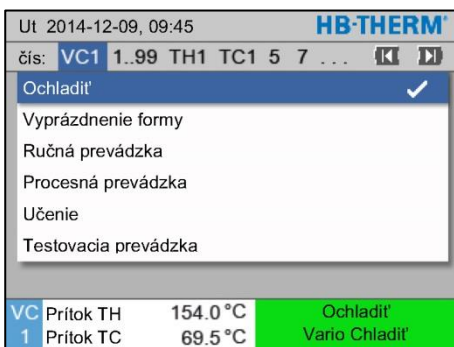 Ut 2014-12-09, 09:45 HB-THERM®
čís: VC1 1..99 TH1 TC1 5 7 ...
Ochladiť
Vyprázdnenie formy
Ručná prevádzka
Procesná prevádzka
Učenie
Testovacia prevádzka
VC Prítok TH 154.0 °C Ochladiť
1 Prítok TC 69.5 °C Vario Chladiť